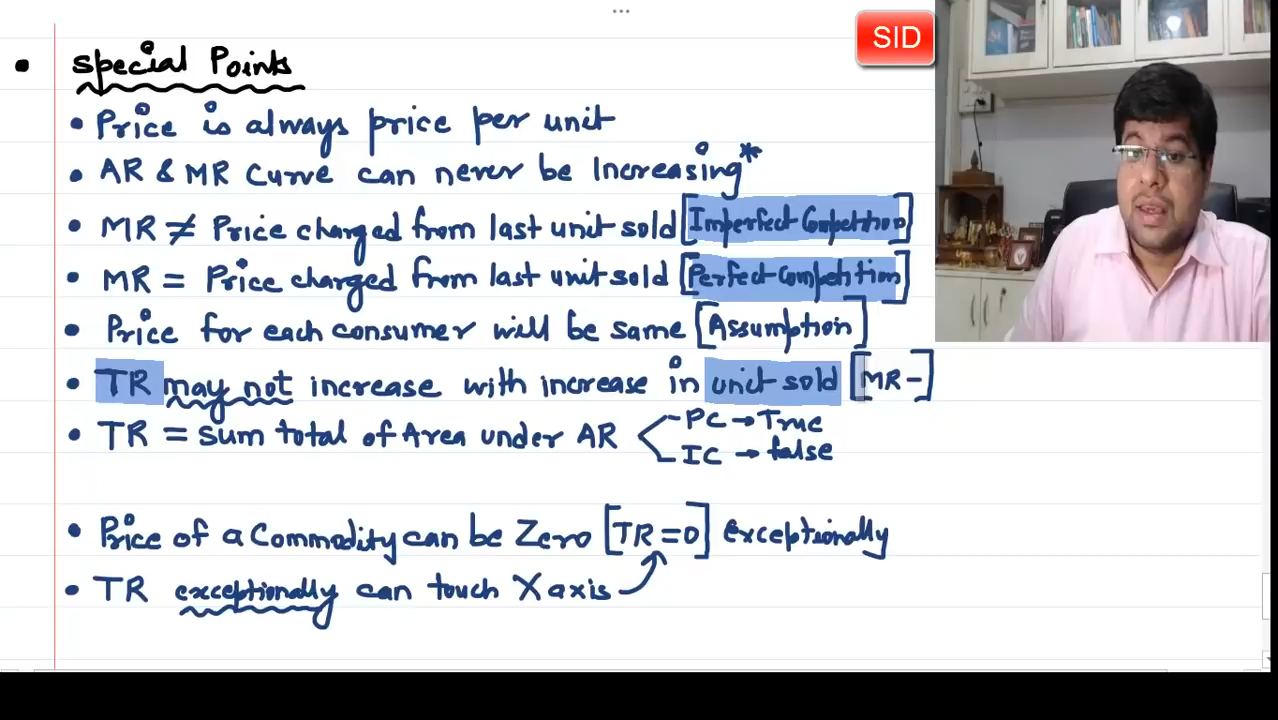 SID
• Special Points
• Price is always price per unit
• AR & MR Curve can never be Increasing*
• MR ≠ Price charged from last unit sold [Imperfect Competition]
• MR = Price charged from last unit sold [Perfect Competition]
• Price for each consumer will be same [Assumption]
• TR may not increase with increase in unit sold [MR -]
• TR = Sum total of Area under AR
PC → True
IC → false
• Price of a Commodity can be Zero [TR = 0] exceptionally
• TR exceptionally can touch X axis